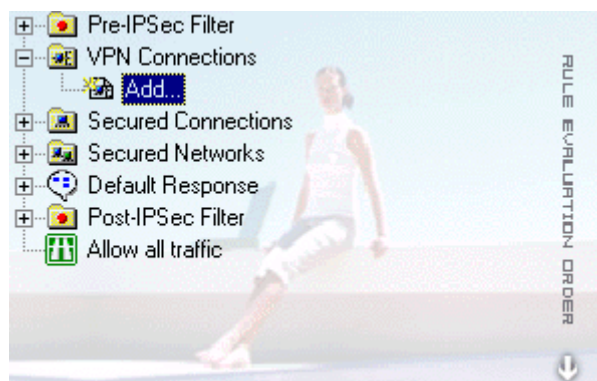 Pre-IPSec Filter
VPN Connections
Add...
Secured Connections
Secured Networks
Default Response
Post-IPSec Filter
Allow all traffic
RULE EVALUATION ORDER